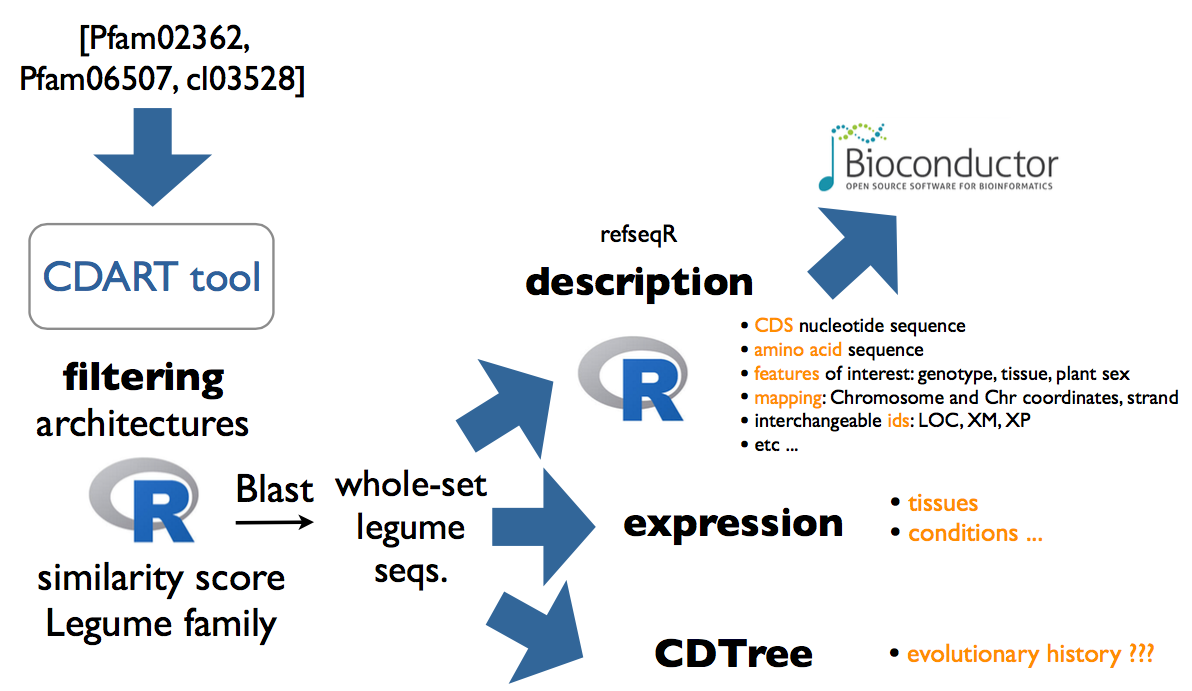 [Pfam02362,
Pfam06507, cl03528]
CDART tool
filtering
architectures
R
similarity score
Legume family
Blast
whole-set
legume
seqs.
Bioconductor
OPEN SOURCE SOFTWARE FOR BIOINFORMATICS
refseqR
description
R
• CDS nucleotide sequence
• amino acid sequence
• features of interest: genotype, tissue, plant sex
• mapping: Chromosome and Chr coordinates, strand
• interchangeable ids: LOC, XM, XP
• etc ...
expression
• tissues
• conditions ...
CDTree
• evolutionary history ???